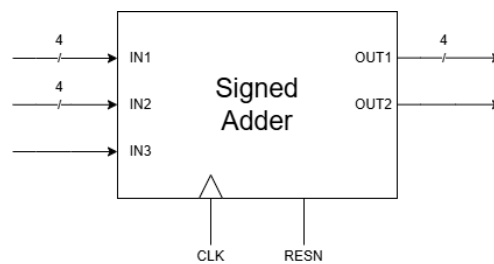 4
IN1
4
IN2
IN3
Signed
Adder
OUT1
4
OUT2
CLK
RESN